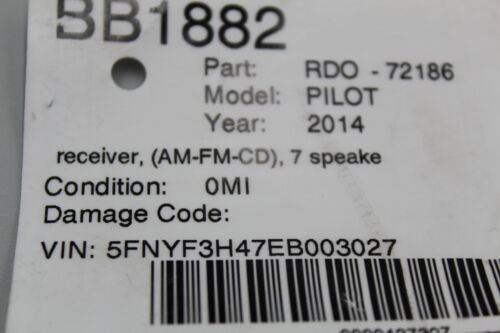 BB1882
Part: RDO - 72186
Model: PILOT
Year: 2014
receiver, (AM-FM-CD), 7 speake
Condition: 0MI
Damage Code:
VIN: 5FNYF3H47EB003027